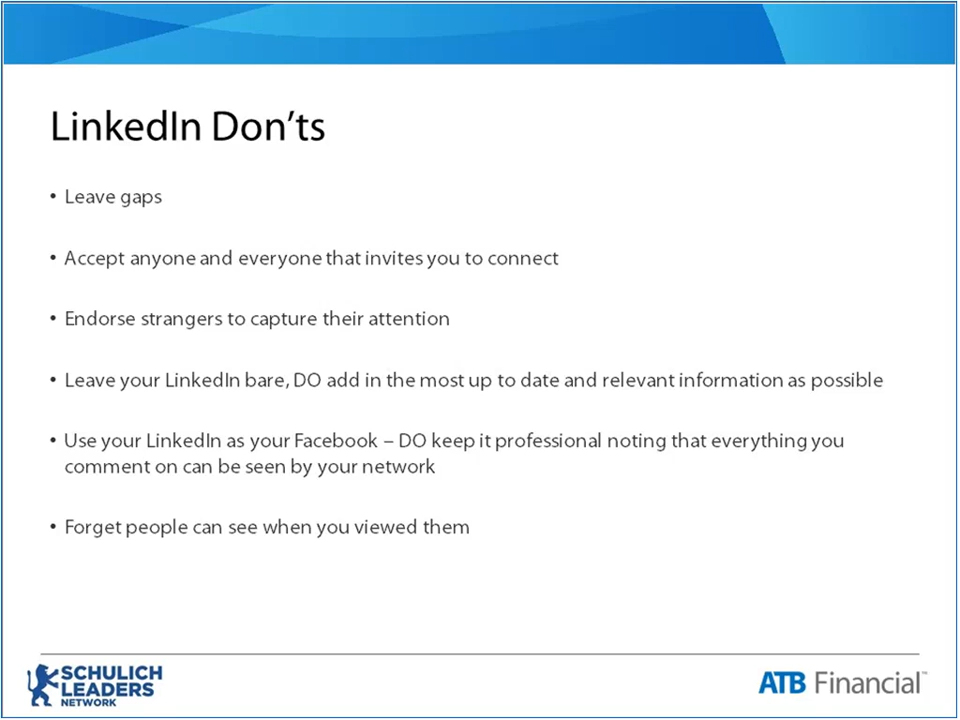 LinkedIn Don’ts
• Leave gaps
• Accept anyone and everyone that invites you to connect
• Endorse strangers to capture their attention
• Leave your LinkedIn bare, DO add in the most up to date and relevant information as possible
• Use your LinkedIn as your Facebook – DO keep it professional noting that everything you
comment on can be seen by your network
• Forget people can see when you viewed them
SCHULICH
LEADERS
NETWORK
ATB Financial™